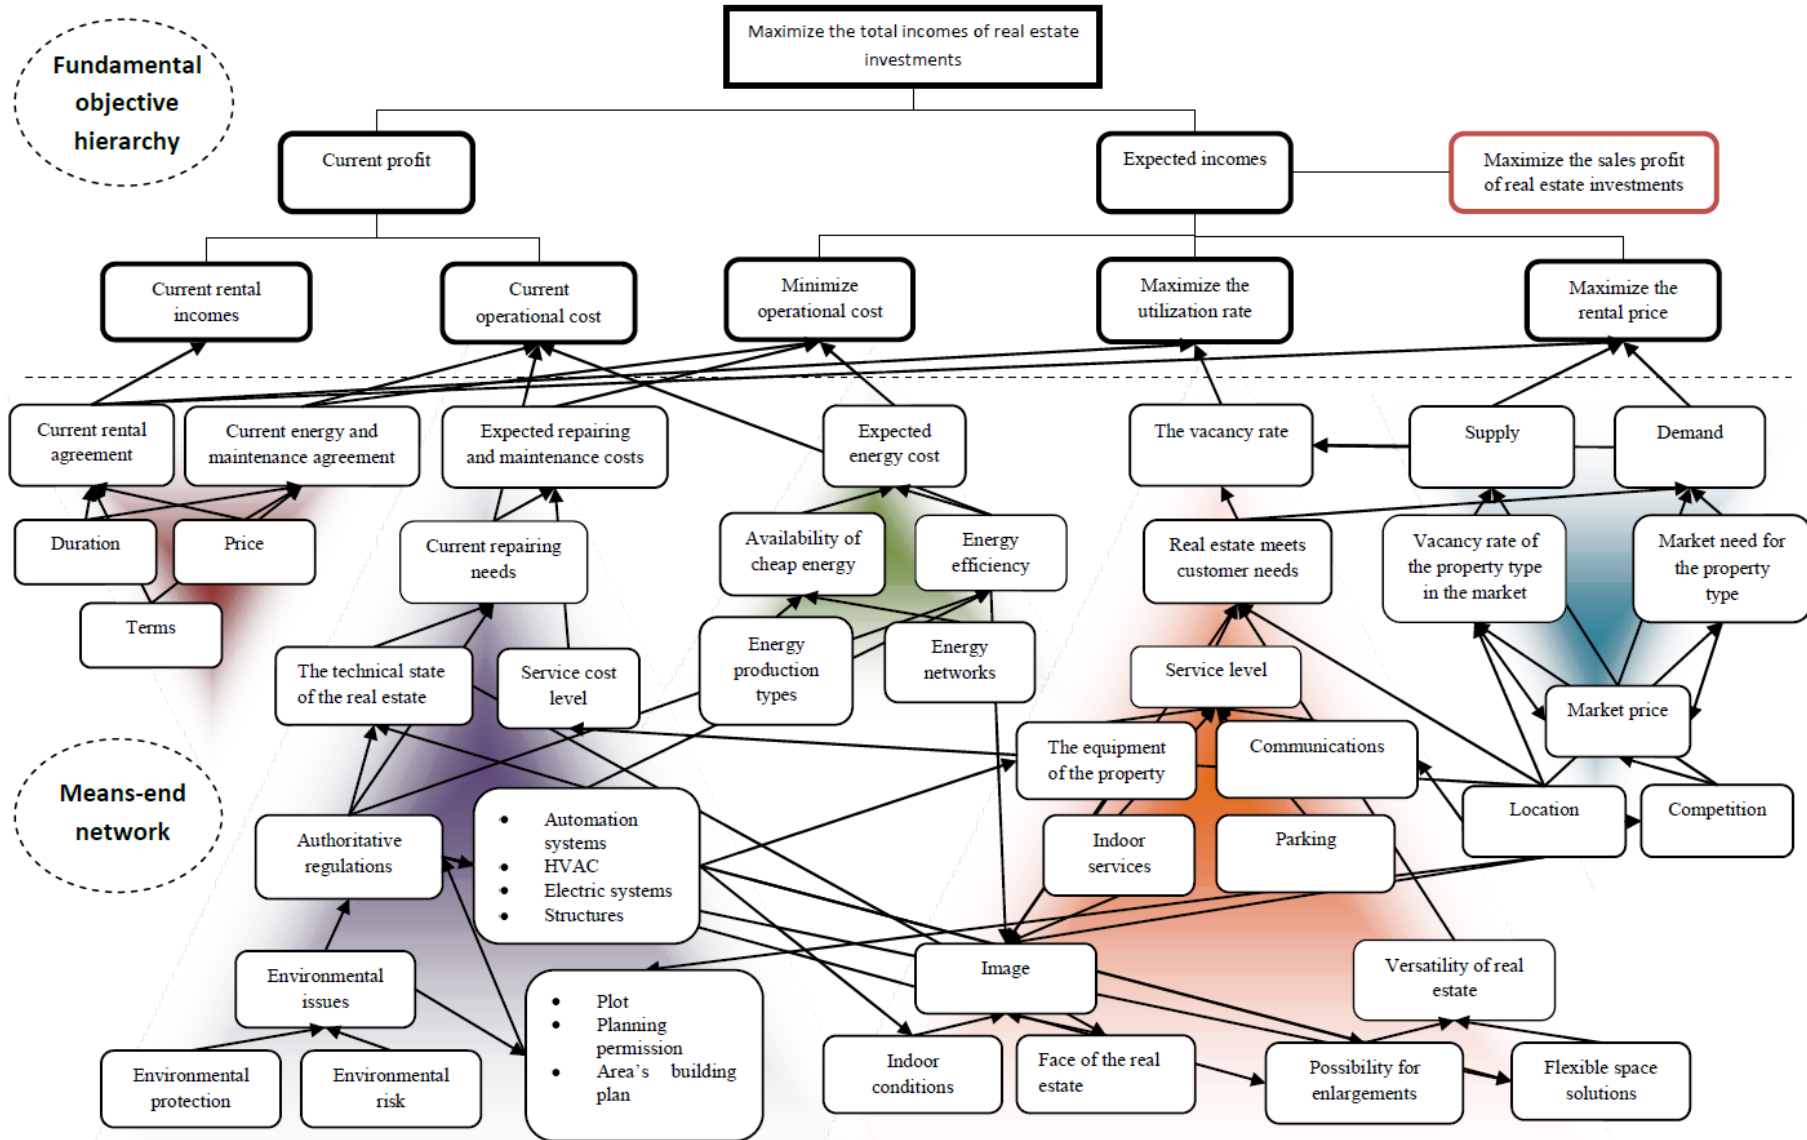 Maximize the total incomes of real estate
investments
Fundamental
objective
hierarchy
Current profit
Expected incomes
Maximize the sales profit
of real estate investments
Current rental
incomes
Current
operational cost
Minimize
operational cost
Maximize the
utilization rate
Maximize the
rental price
Current rental
agreement
Current energy and
maintenance agreement
Expected repairing
and maintenance costs
Expected
energy cost
The vacancy rate
Supply
Demand
Duration
Price
Current repairing
needs
Availability of
cheap energy
Energy
efficiency
Real estate meets
customer needs
Vacancy rate of
the property type
in the market
Market need for
the property
type
Terms
The technical state
of the real estate
Service cost
level
Energy
production
types
Energy
networks
Service level
Market price
Means-end
network
The equipment
of the property
Communications
Location
Competition
Authoritative
regulations
• Automation
systems
• HVAC
• Electric systems
• Structures
Indoor
services
Parking
Environmental
issues
• Plot
• Planning
permission
• Area's building
plan
Image
Versatility of real
estate
Environmental
protection
Environmental
risk
Indoor
conditions
Face of the real
estate
Possibility for
enlargements
Flexible space
solutions